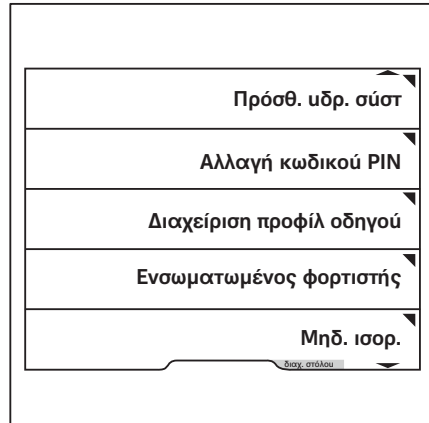 Πρόσθ. υδρ. σύστ
Αλλαγή κωδικού PIN
Διαχείριση προφίλ οδηγού
Ενσωματωμένος φορτιστής
Μηδ. ισορ.
διαχ. στόλου